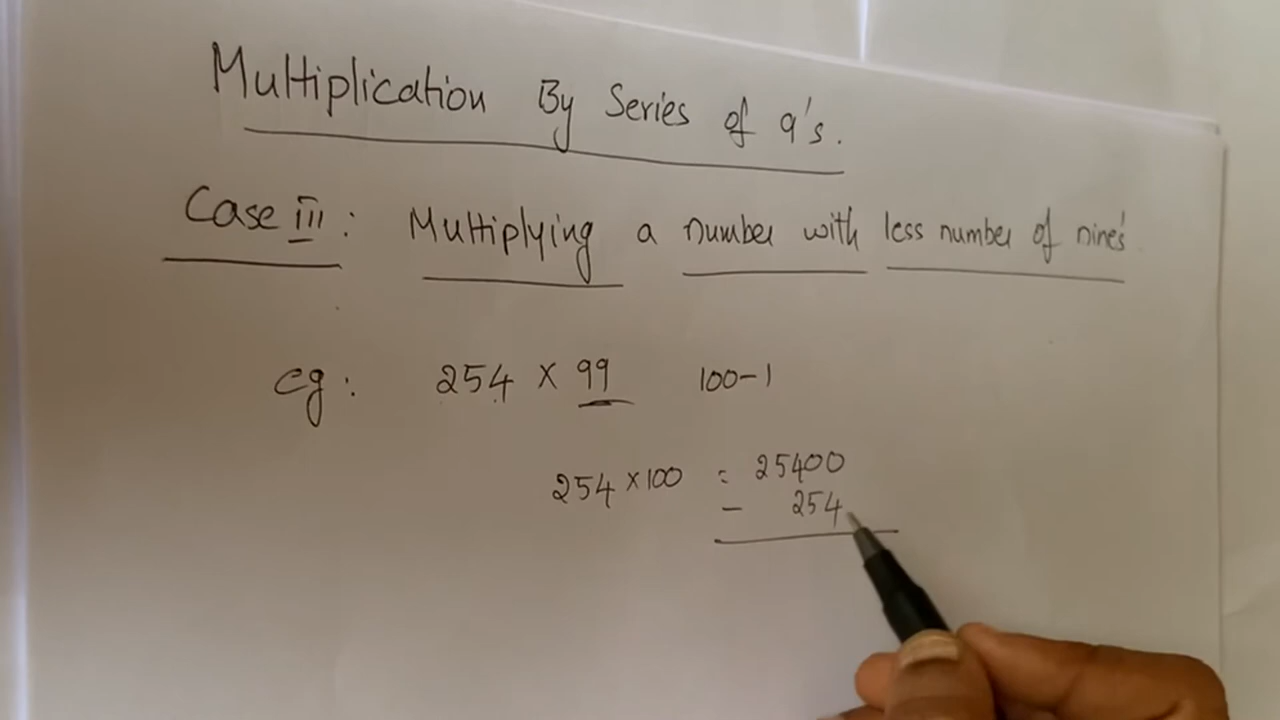 Multiplication By Series of 9's.
Case III : Multiplying a number with less number of nine's
eg : 254 × 99 100-1
254 × 100 = 25400
- 254